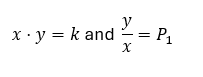 x · y = k and y/x = P₁